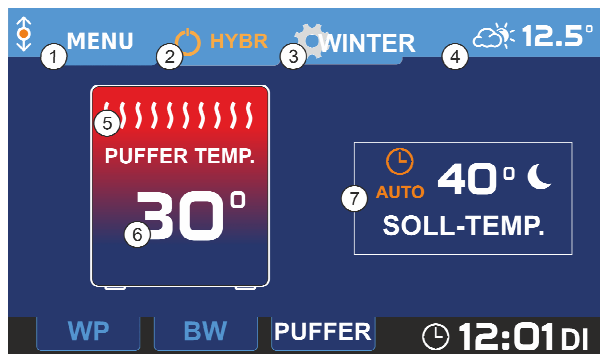 MENU HYBR WINTER 12.5°
1 2 3 4
5
PUFFER TEMP.
30°
6
AUTO 40°
7
SOLL-TEMP.
WP BW PUFFER 12:01 DI